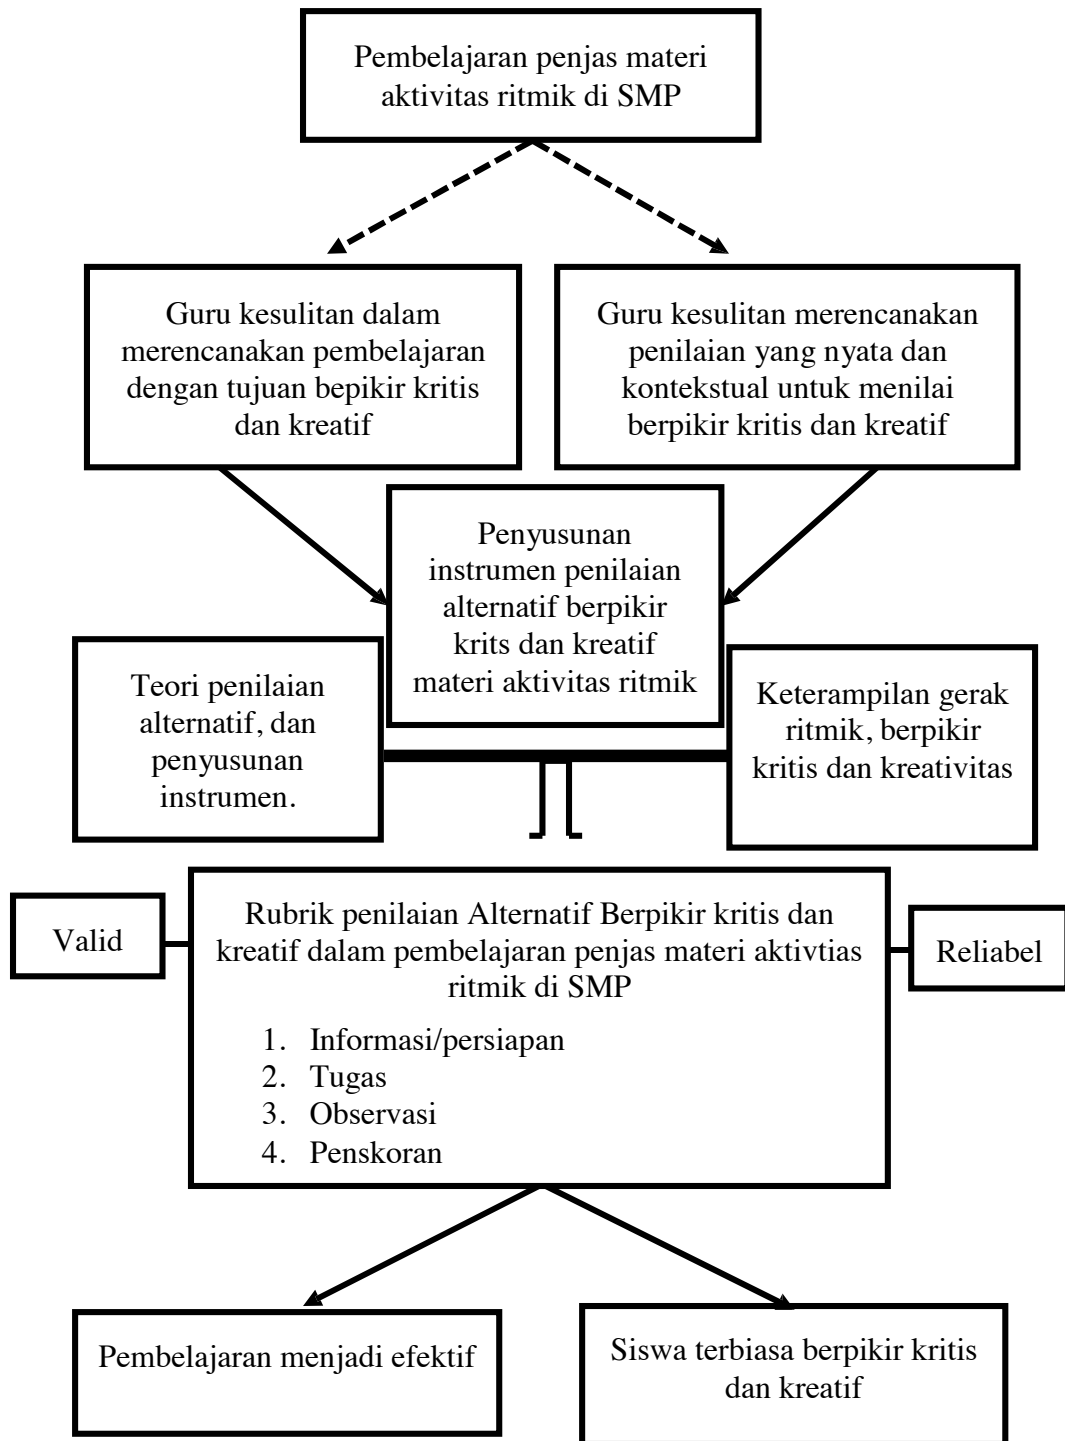 Pembelajaran penjas materi
aktivitas ritmik di SMP
Guru kesulitan dalam
merencanakan pembelajaran
dengan tujuan bepikir kritis
dan kreatif
Guru kesulitan merencanakan
penilaian yang nyata dan
kontekstual untuk menilai
berpikir kritis dan kreatif
Penyusunan
instrumen penilaian
alternatif berpikir
krits dan kreatif
materi aktivitas ritmik
Teori penilaian
alternatif, dan
penyusunan
instrumen.
Keterampilan gerak
ritmik, berpikir
kritis dan kreativitas
Valid
Rubrik penilaian Alternatif Berpikir kritis dan
kreatif dalam pembelajaran penjas materi aktivtias
ritmik di SMP
1. Informasi/persiapan
2. Tugas
3. Observasi
4. Penskoran
Reliabel
Pembelajaran menjadi efektif
Siswa terbiasa berpikir kritis
dan kreatif